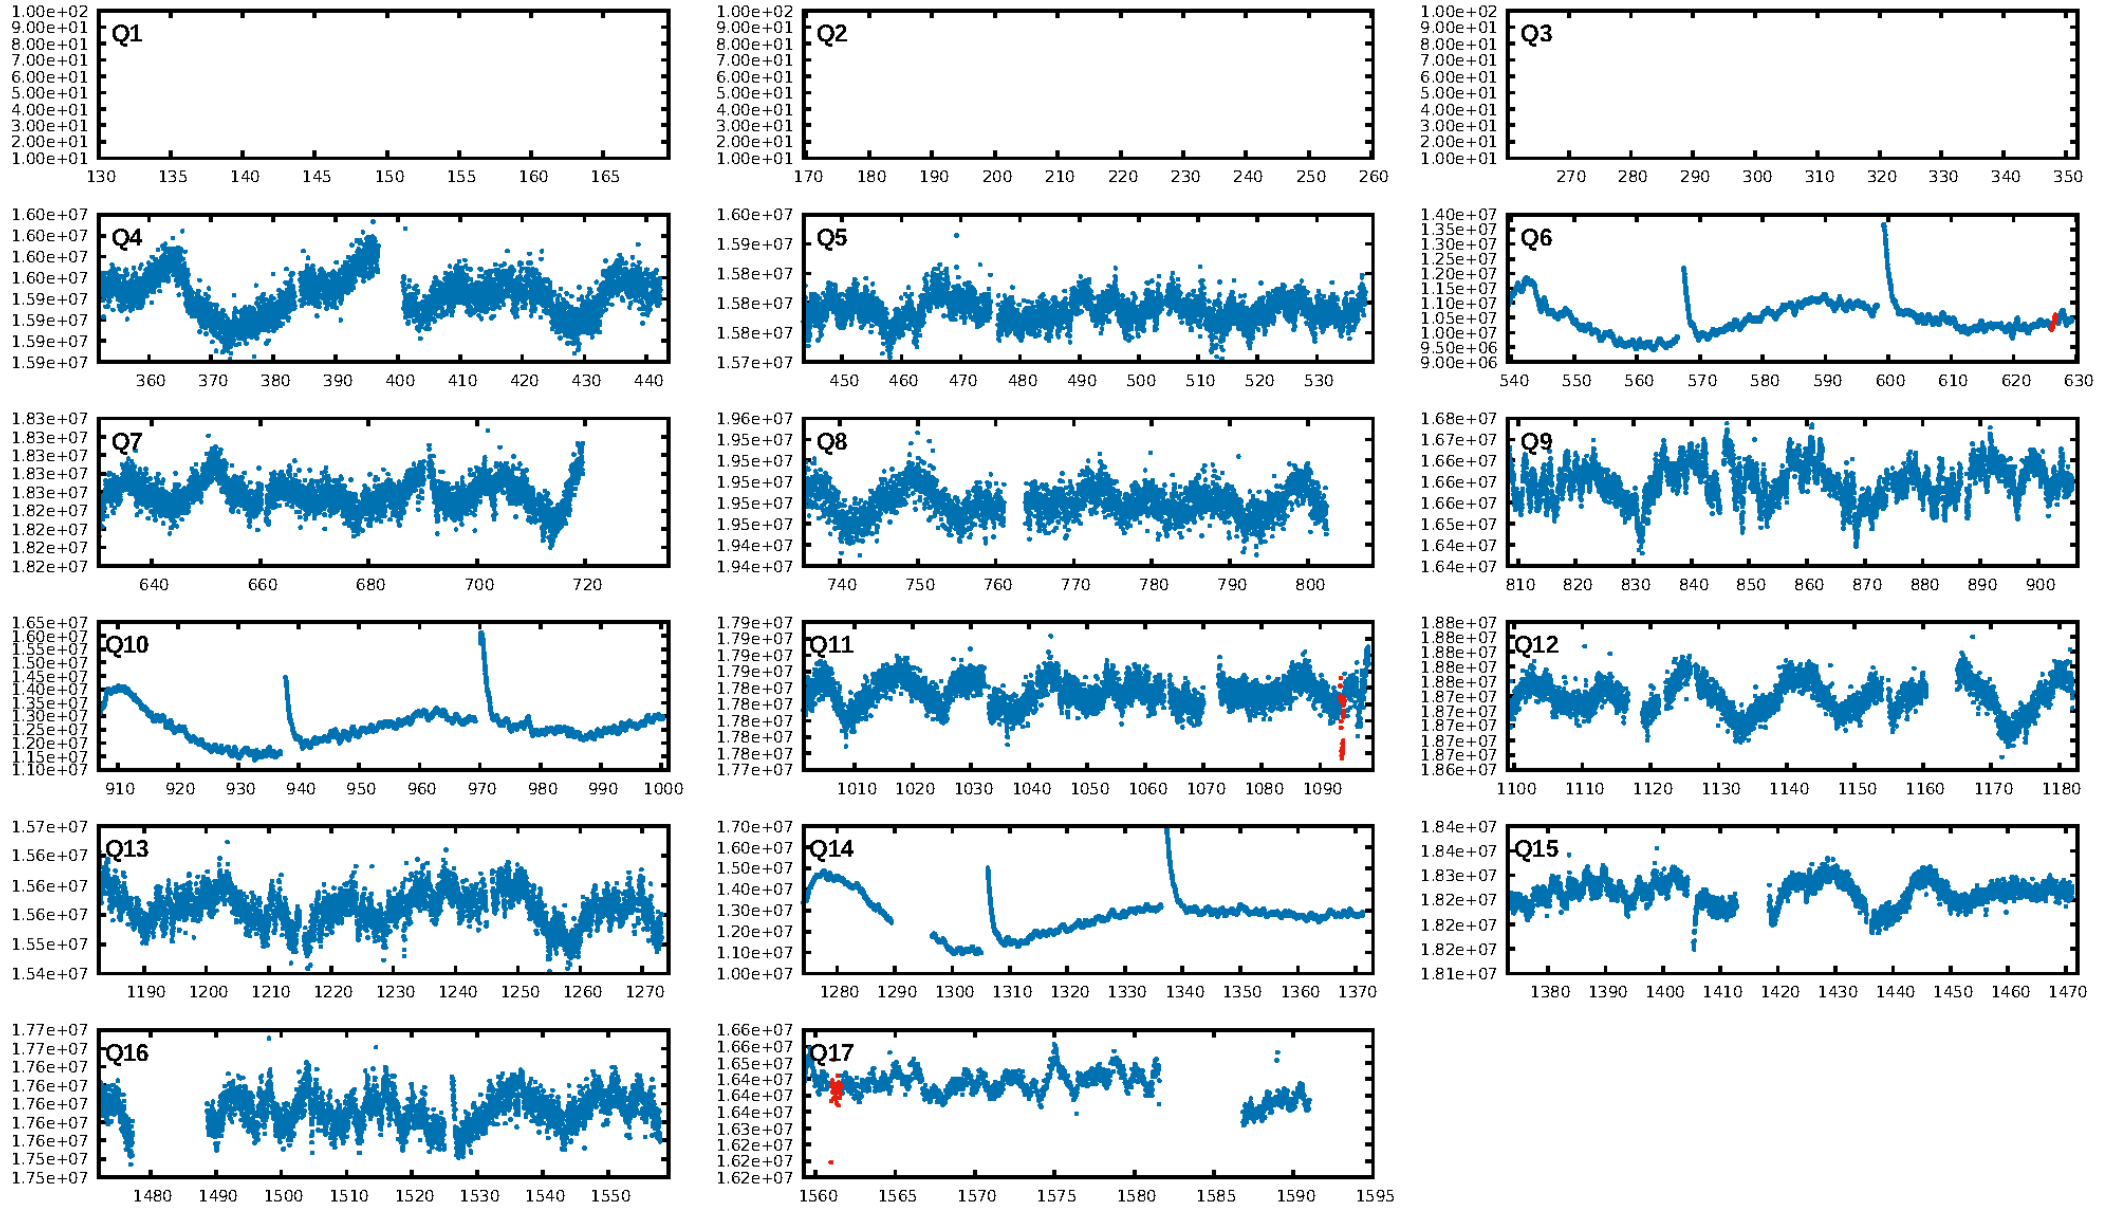 1.00e+02
9.00e+01
8.00e+01
7.00e+01
6.00e+01
5.00e+01
4.00e+01
3.00e+01
2.00e+01
1.00e+01
Q1
130 135 140 145 150 155 160 165
1.00e+02
9.00e+01
8.00e+01
7.00e+01
6.00e+01
5.00e+01
4.00e+01
3.00e+01
2.00e+01
1.00e+01
Q2
170 180 190 200 210 220 230 240 250 260
1.00e+02
9.00e+01
8.00e+01
7.00e+01
6.00e+01
5.00e+01
4.00e+01
3.00e+01
2.00e+01
1.00e+01
Q3
270 280 290 300 310 320 330 340 350
1.60e+07
1.60e+07
1.60e+07
1.60e+07
1.59e+07
1.59e+07
1.59e+07
1.59e+07
Q4
360 370 380 390 400 410 420 430 440
1.60e+07
1.59e+07
1.58e+07
1.58e+07
1.58e+07
1.57e+07
Q5
450 460 470 480 490 500 510 520 530
1.40e+07
1.35e+07
1.30e+07
1.25e+07
1.20e+07
1.15e+07
1.10e+07
1.05e+07
1.00e+07
9.50e+06
9.00e+06
Q6
540 550 560 570 580 590 600 610 620 630
1.83e+07
1.83e+07
1.83e+07
1.83e+07
1.82e+07
1.82e+07
1.82e+07
1.82e+07
Q7
640 660 680 700 720
1.96e+07
1.95e+07
1.95e+07
1.95e+07
1.95e+07
1.95e+07
1.94e+07
1.94e+07
Q8
740 750 760 770 780 790 800
1.68e+07
1.67e+07
1.66e+07
1.66e+07
1.65e+07
1.64e+07
1.64e+07
Q9
810 820 830 840 850 860 870 880 890 900
1.65e+07
1.60e+07
1.55e+07
1.50e+07
1.45e+07
1.40e+07
1.35e+07
1.30e+07
1.25e+07
1.20e+07
1.15e+07
1.10e+07
Q10
910 920 930 940 950 960 970 980 990 1000
1.79e+07
1.79e+07
1.79e+07
1.78e+07
1.78e+07
1.78e+07
1.78e+07
1.78e+07
1.78e+07
1.77e+07
Q11
1010 1020 1030 1040 1050 1060 1070 1080 1090
1.88e+07
1.88e+07
1.88e+07
1.88e+07
1.87e+07
1.87e+07
1.87e+07
1.87e+07
1.87e+07
1.87e+07
1.86e+07
Q12
1100 1110 1120 1130 1140 1150 1160 1170 1180
1.57e+07
1.56e+07
1.56e+07
1.56e+07
1.55e+07
1.54e+07
Q13
1190 1200 1210 1220 1230 1240 1250 1260 1270
1.70e+07
1.60e+07
1.50e+07
1.40e+07
1.30e+07
1.20e+07
1.10e+07
1.00e+07
Q14
1280 1290 1300 1310 1320 1330 1340 1350 1360 1370
1.84e+07
1.84e+07
1.83e+07
1.82e+07
1.82e+07
1.81e+07
Q15
1380 1390 1400 1410 1420 1430 1440 1450 1460 1470
1.77e+07
1.77e+07
1.76e+07
1.76e+07
1.76e+07
1.76e+07
1.76e+07
1.75e+07
1.75e+07
Q16
1480 1490 1500 1510 1520 1530 1540 1550
1.66e+07
1.66e+07
1.65e+07
1.64e+07
1.64e+07
1.64e+07
1.63e+07
1.62e+07
1.62e+07
1.62e+07
Q17
1560 1565 1570 1575 1580 1585 1590 1595